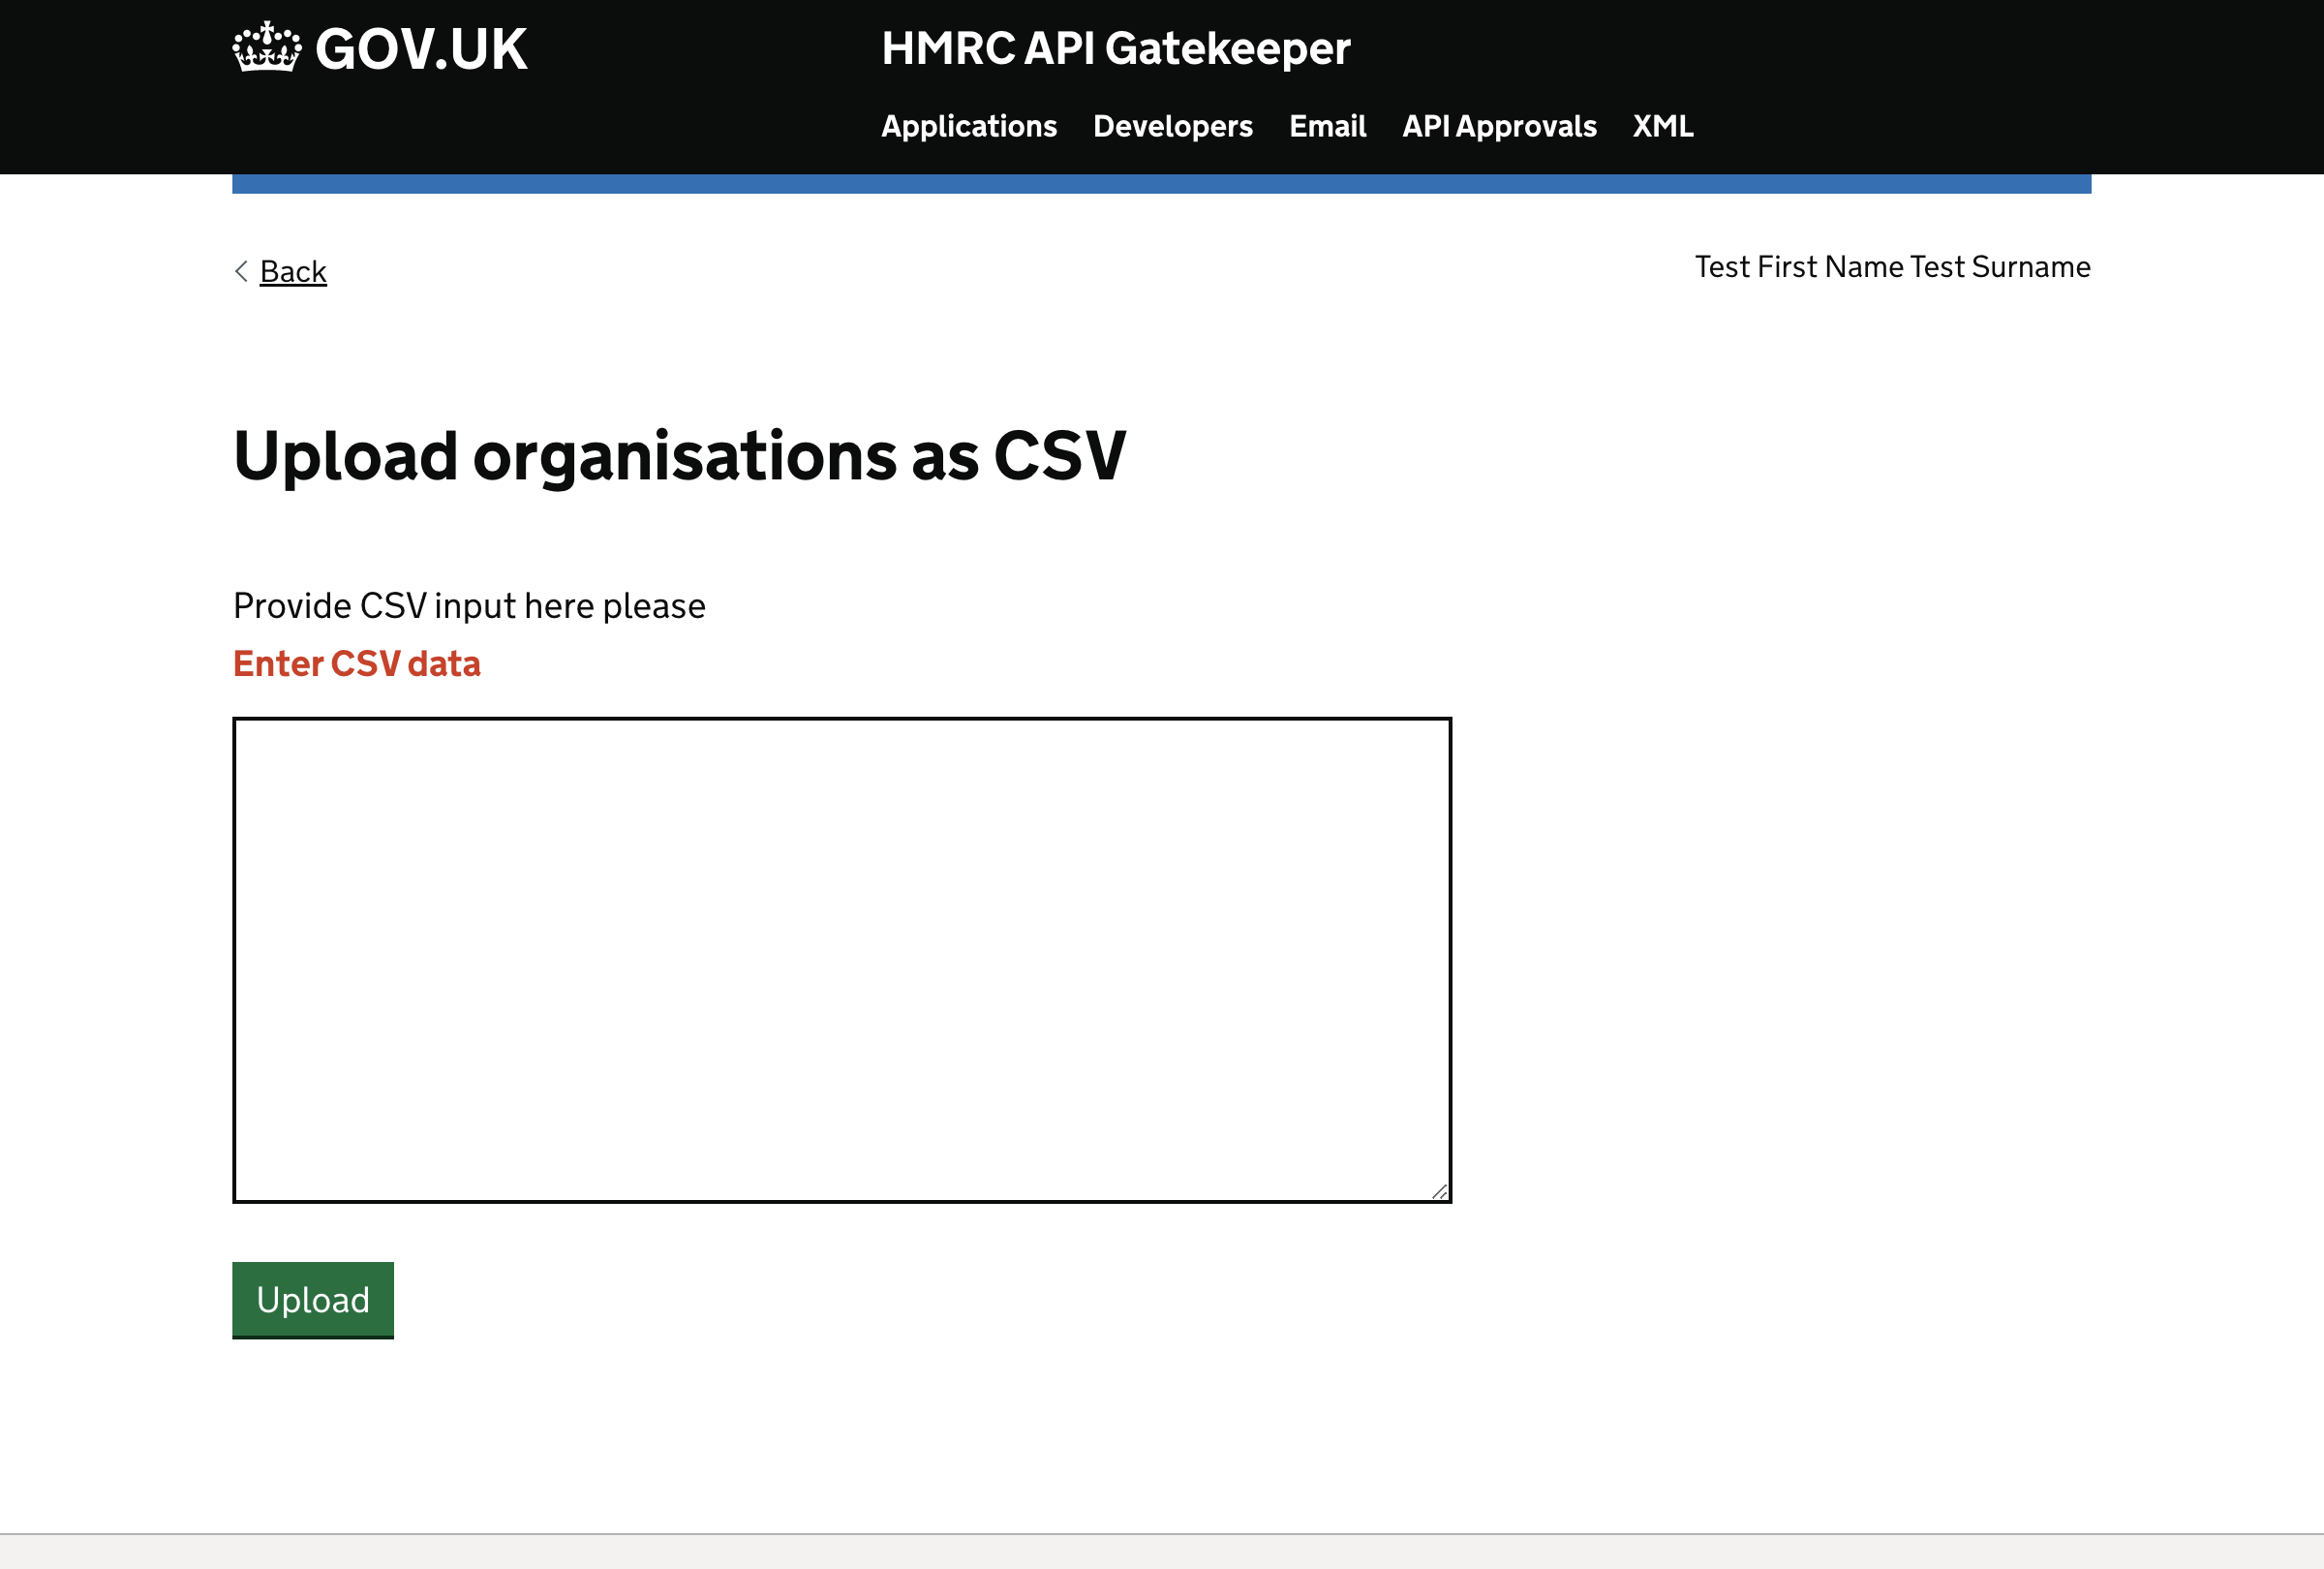 GOV.UK
HMRC API Gatekeeper
Applications Developers Email API Approvals XML
Back
Test First Name Test Surname
Upload organisations as CSV
Provide CSV input here please
Enter CSV data
Upload